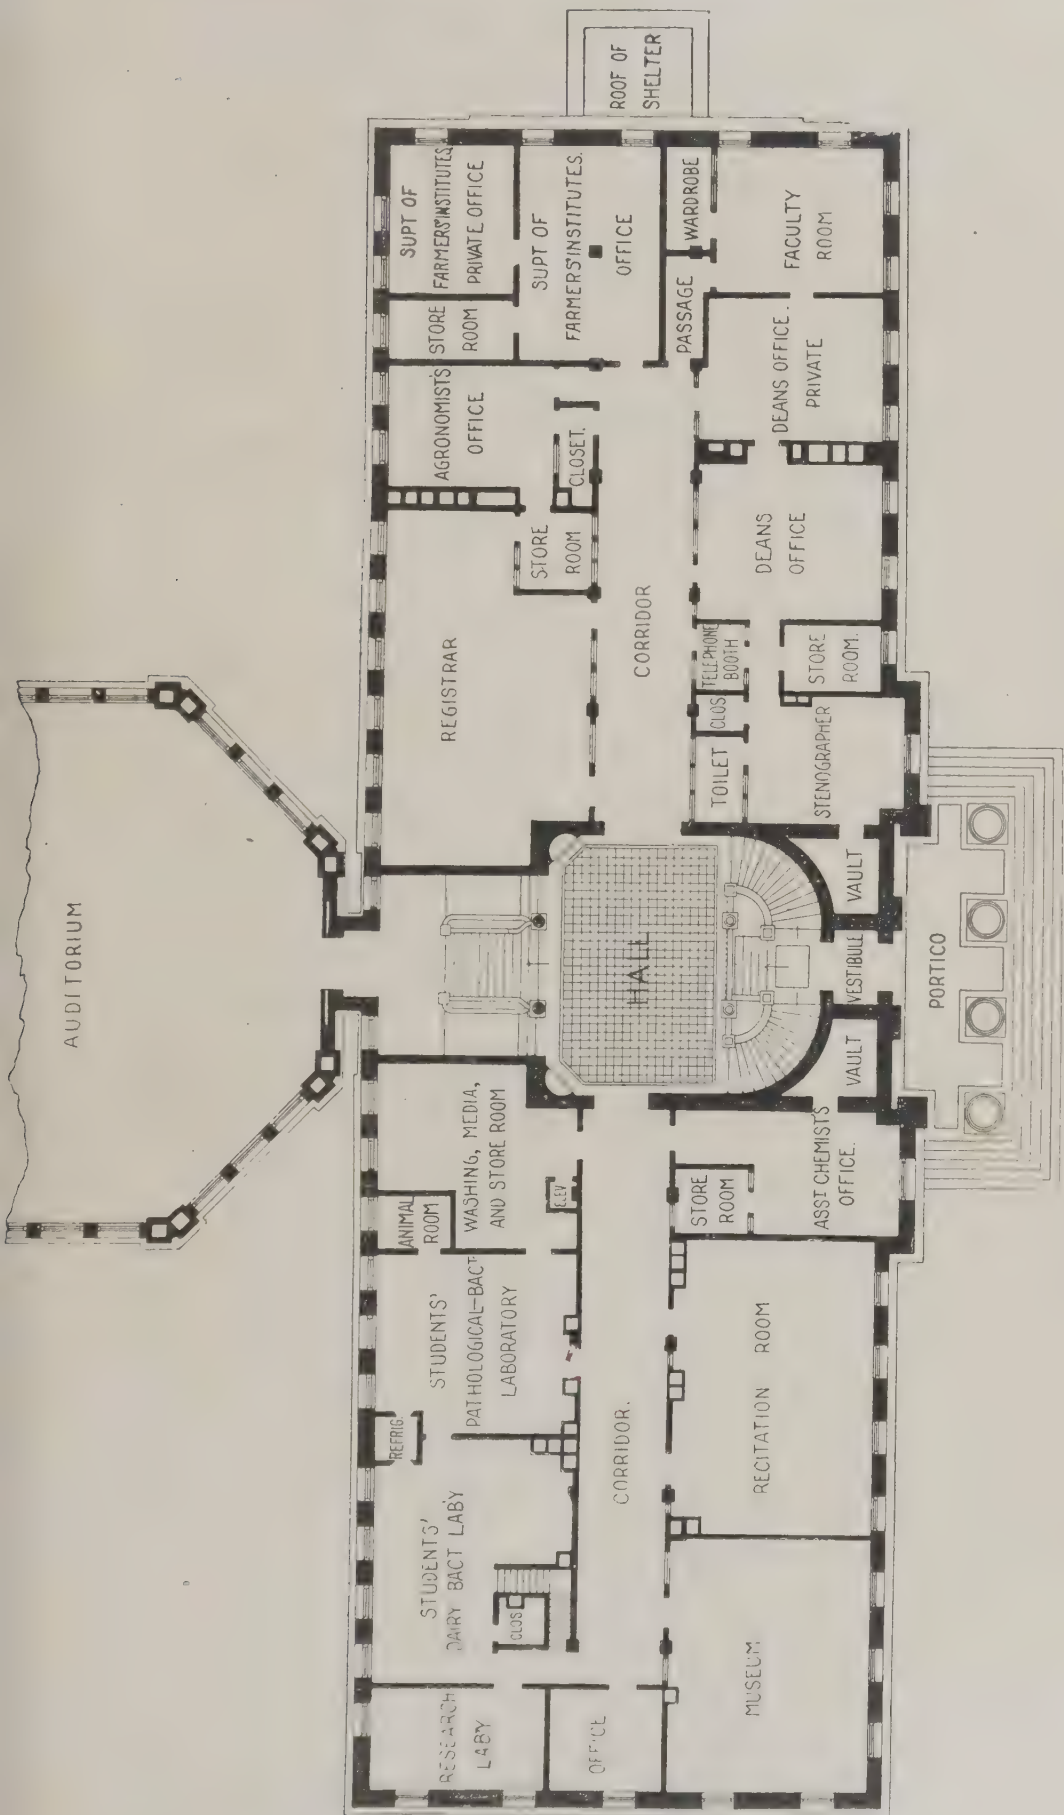 AUDITORIUM
RESEARCH
LABY
OFFICE
STUDENTS'
DAIRY BACT LABY
CLOS
REFRIG.
STUDENTS'
PATHOLOGICAL-BACT
LABORATORY
ANIMAL
ROOM
WASHING, MEDIA,
AND STORE ROOM
ELEV
REGISTRAR
STORE
ROOM
CLOSET.
AGRONOMIST'S
OFFICE
STORE
ROOM
SUPT OF
FARMERS'INSTITUTES
PRIVATE OFFICE
SUPT OF
FARMERS'INSTITUTES.
OFFICE
ROOF OF
SHELTER
CORRIDOR.
HALL
CORRIDOR
PASSAGE
WARDROBE
MUSEUM
RECITATION ROOM
STORE
ROOM
ASST CHEMIST'S
OFFICE.
VAULT
VESTIBULE
VAULT
TOILET
CLOS
TELEPHONE
BOOTH
STENOGRAPHER
STORE
ROOM.
DEANS
OFFICE
DEANS OFFICE.
PRIVATE
FACULTY
ROOM
PORTICO